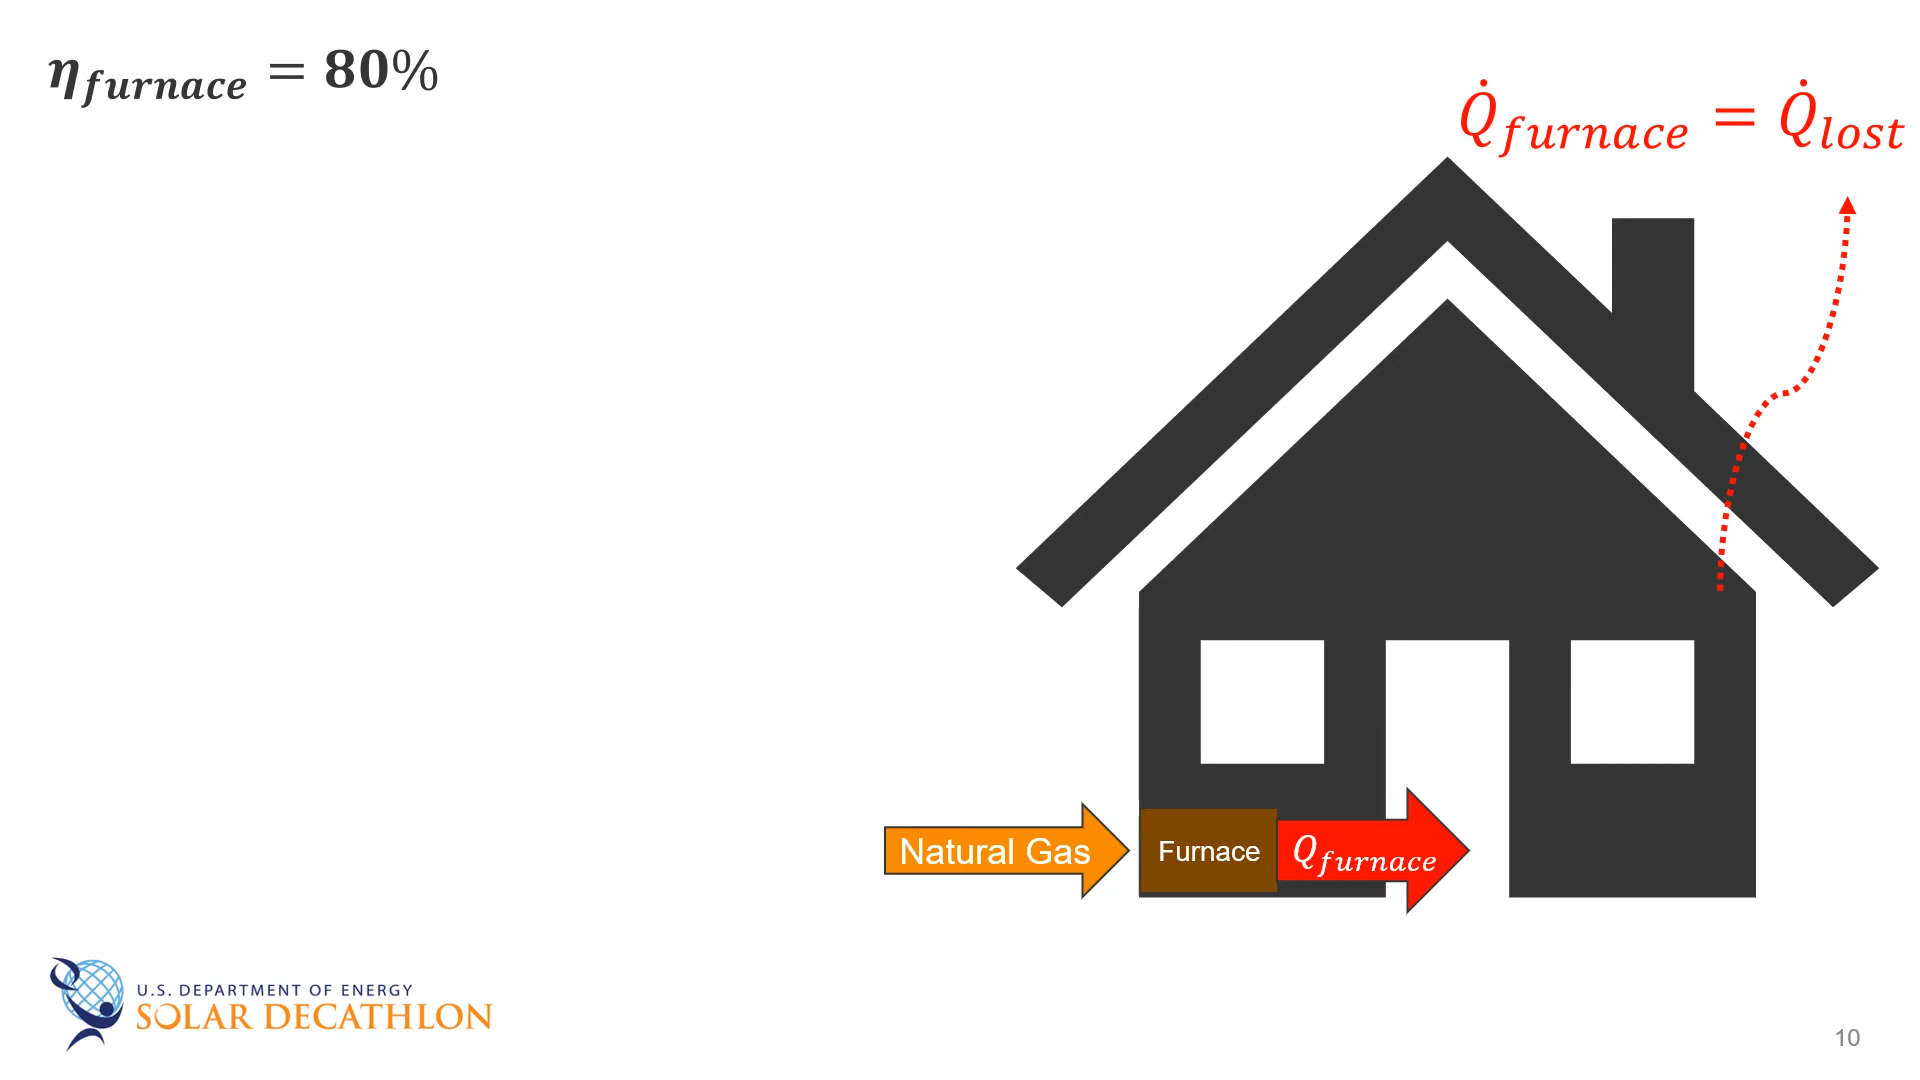 η_furnace = 80%
Q̇_furnace = Q̇_lost
Natural Gas
Furnace
Q_furnace
U.S. DEPARTMENT OF ENERGY
SOLAR DECATHLON
10